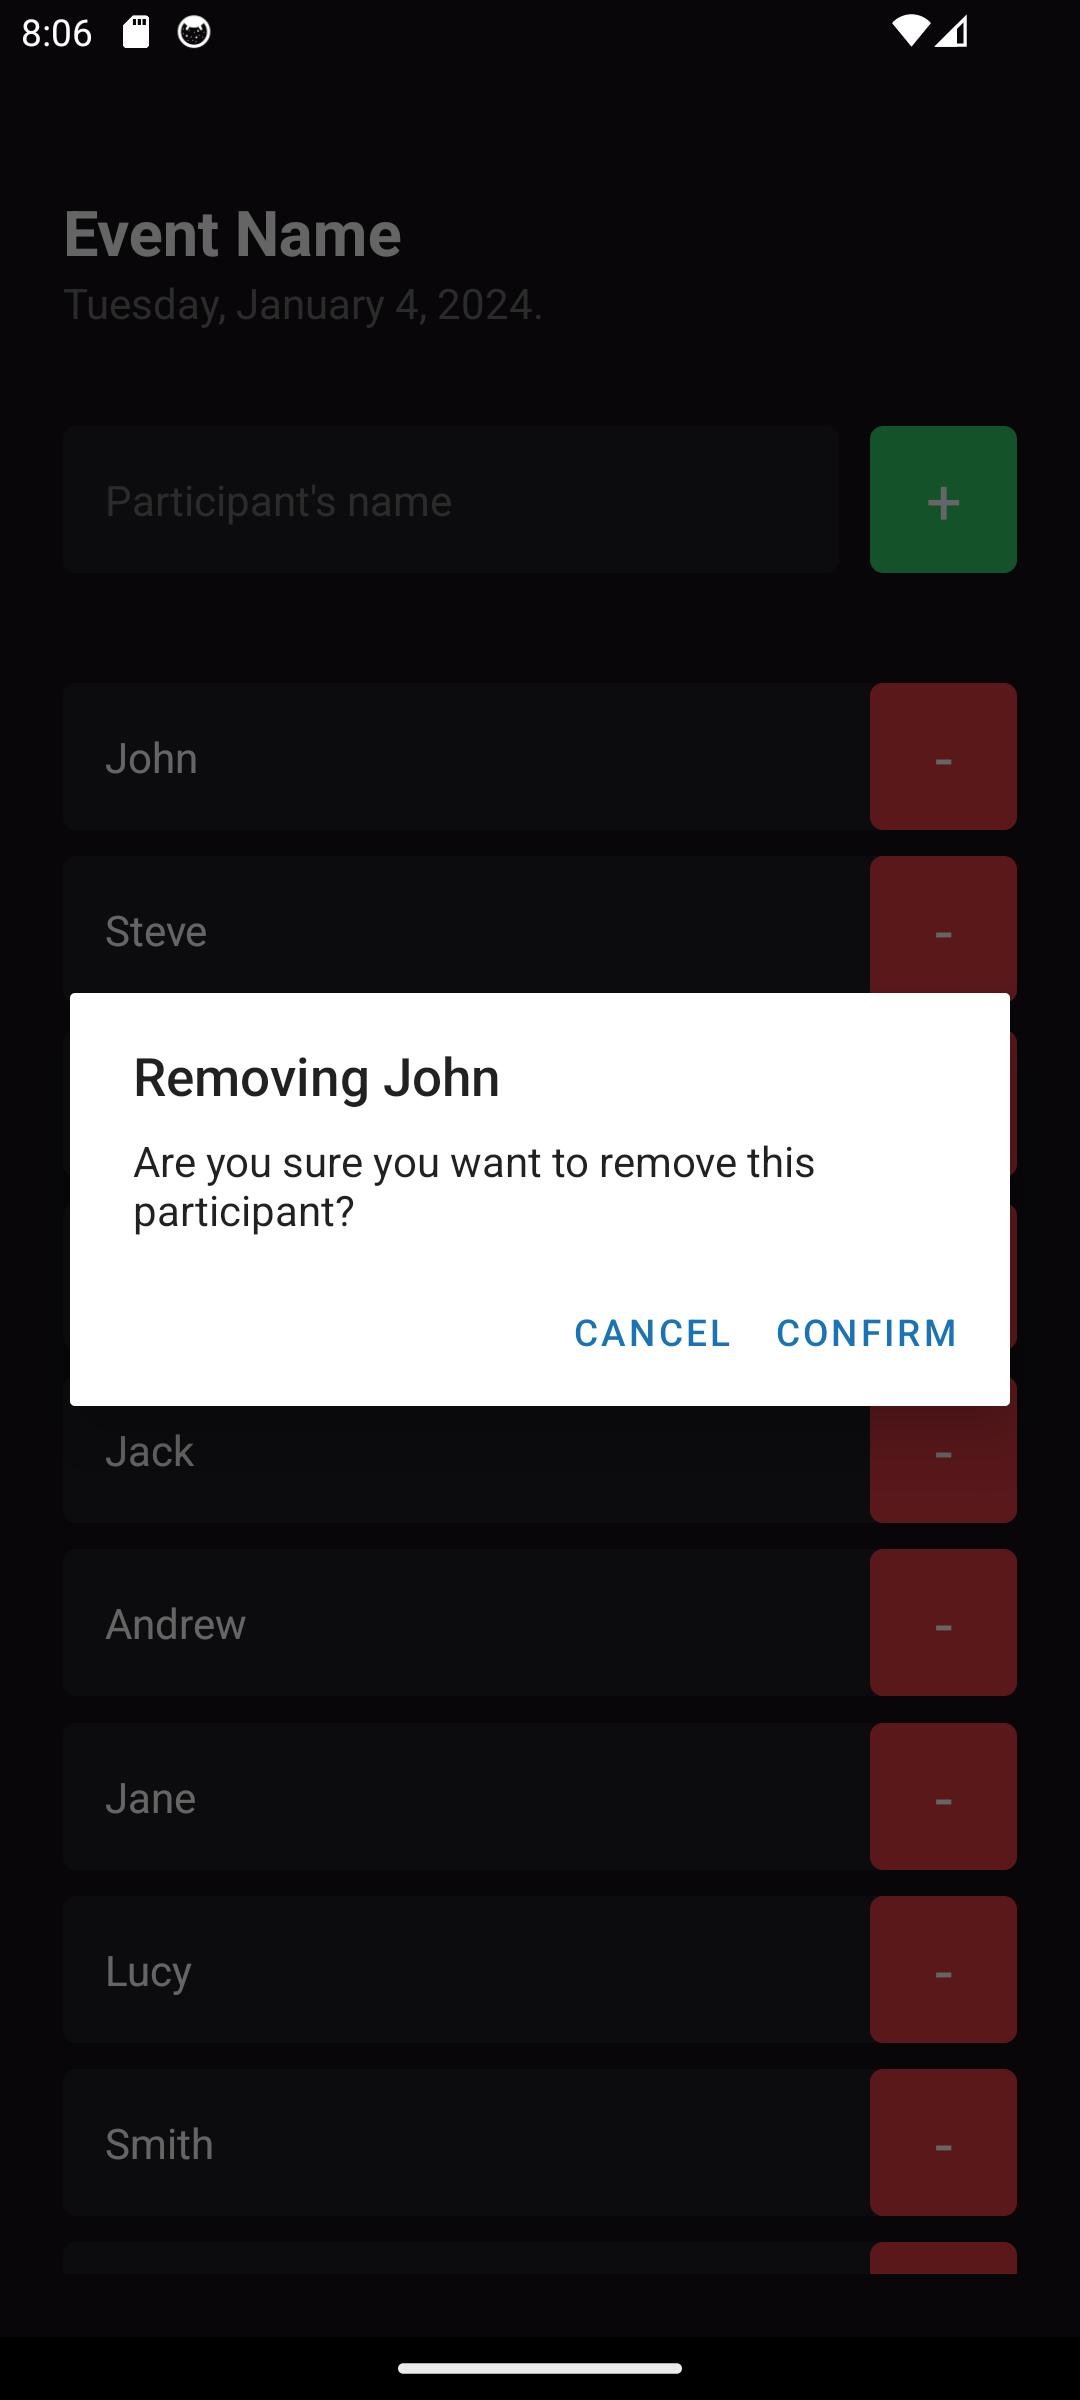 8:06
Event Name
Tuesday, January 4, 2024.
Participant's name
+
John
-
Steve
-
Removing John
Are you sure you want to remove this
participant?
CANCEL CONFIRM
Jack
-
Andrew
-
Jane
-
Lucy
-
Smith
-